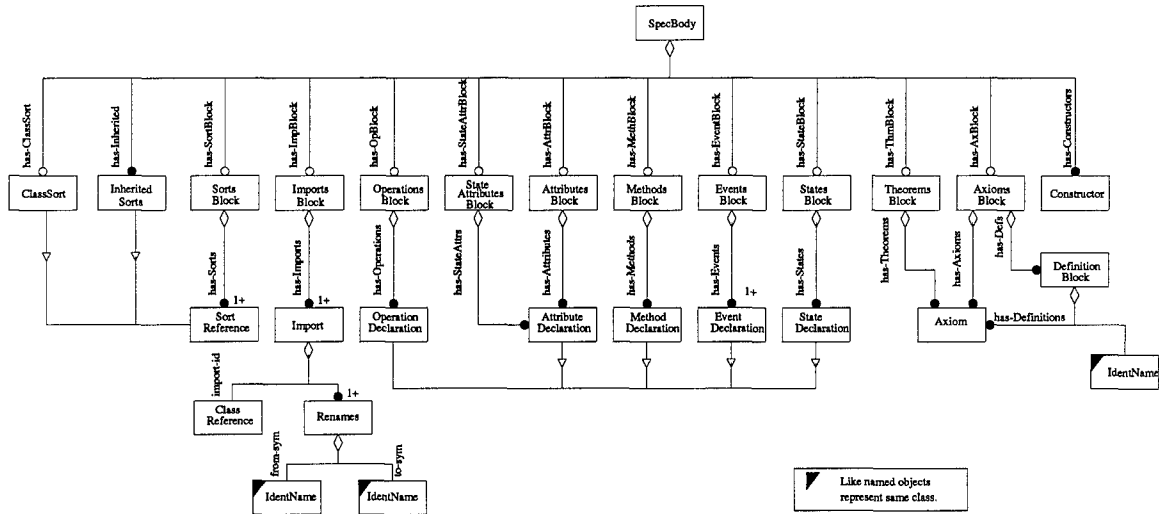 SpecBody
has-ClassSort
has-Inherited
has-SortBlock
has-ImpBlock
has-OpBlock
has-StateAttrBlock
has-AttrBlock
has-MethBlock
has-EventBlock
has-StateBlock
has-ThmBlock
has-AxBlock
has-Constructors
ClassSort
Inherited
Sorts
Sorts
Block
Imports
Block
Operations
Block
State
Attributes
Block
Attributes
Block
Methods
Block
Events
Block
States
Block
Theorems
Block
Axioms
Block
Constructor
has-Sorts
has-Imports
has-Operations
has-StateAttrs
has-Attributes
has-Methods
has-Events
has-States
has-Theorems
has-Axioms
has-Defs
Definition
Block
1+
1+
1+
Sort
Reference
Import
Operation
Declaration
Attribute
Declaration
Method
Declaration
Event
Declaration
State
Declaration
Axiom
has-Definitions
IdentName
import-id
1+
Class
Reference
Renames
from-sym
to-sym
IdentName
IdentName
Like named objects
represent same class.